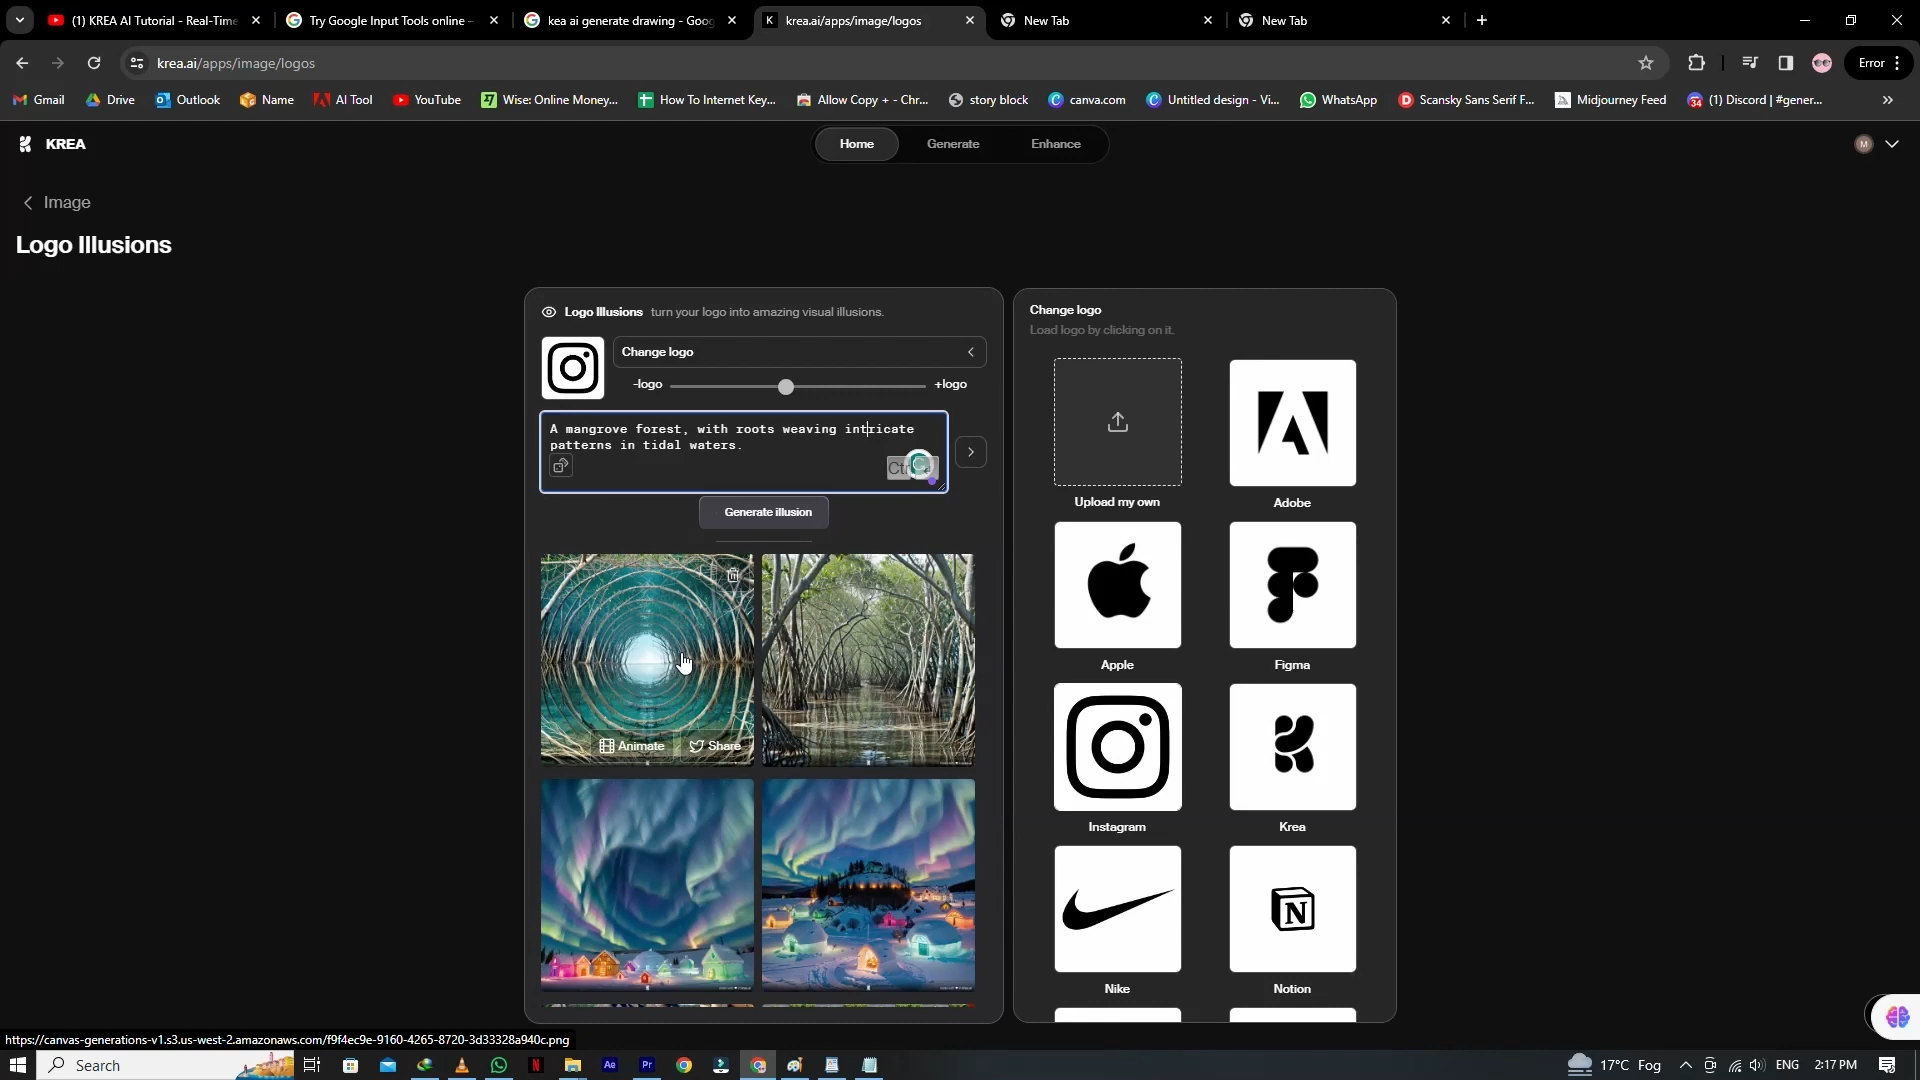 (1) KREA AI Tutorial - Real-Time
Try Google Input Tools online –
kea ai generate drawing - Goog
krea.ai/apps/image/logos
New Tab
New Tab
krea.ai/apps/image/logos
Error
Gmail
Drive
Outlook
Name
AI Tool
YouTube
Wise: Online Money...
How To Internet Key...
Allow Copy + - Chr...
story block
canva.com
Untitled design - Vi...
WhatsApp
Scansky Sans Serif F...
Midjourney Feed
34
(1) Discord | #gener...
KREA
Home
Generate
Enhance
M
Image
Logo Illusions
Logo Illusions turn your logo into amazing visual illusions.
Change logo
-logo
+logo
A mangrove forest, with roots weaving intricate
patterns in tidal waters.
Generate illusion
Animate
Share
Change logo
Load logo by clicking on it.
Upload my own
Adobe
Apple
Figma
Instagram
Krea
N
Nike
Notion
https://canvas-generations-v1.s3.us-west-2.amazonaws.com/f9f4ec9e-9160-4265-8720-3d33328a940c.png
Search
N
Ae
Pr
17°C Fog
ENG
2:17 PM